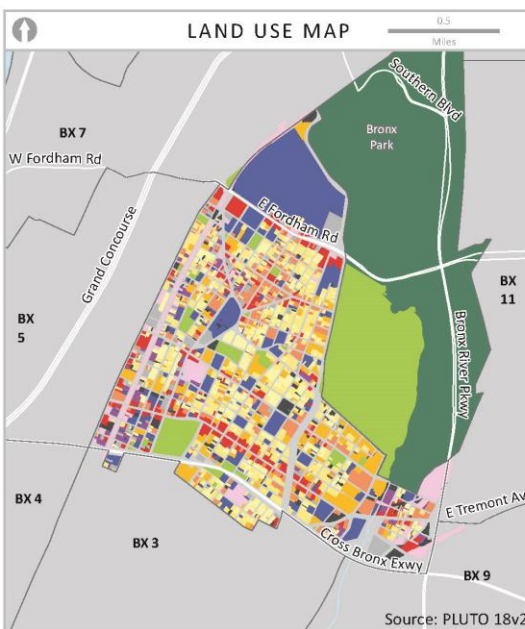 LAND USE MAP
0.5
Miles
Southern Blvd
Bronx
Park
BX 7
W Fordham Rd
E Fordham Rd
Grand Concourse
BX
11
BX
5
Bronx River Pkwy
BX 4
E Tremont Av
BX 3
Cross Bronx Exwy
BX 9
Source: PLUTO 18v2